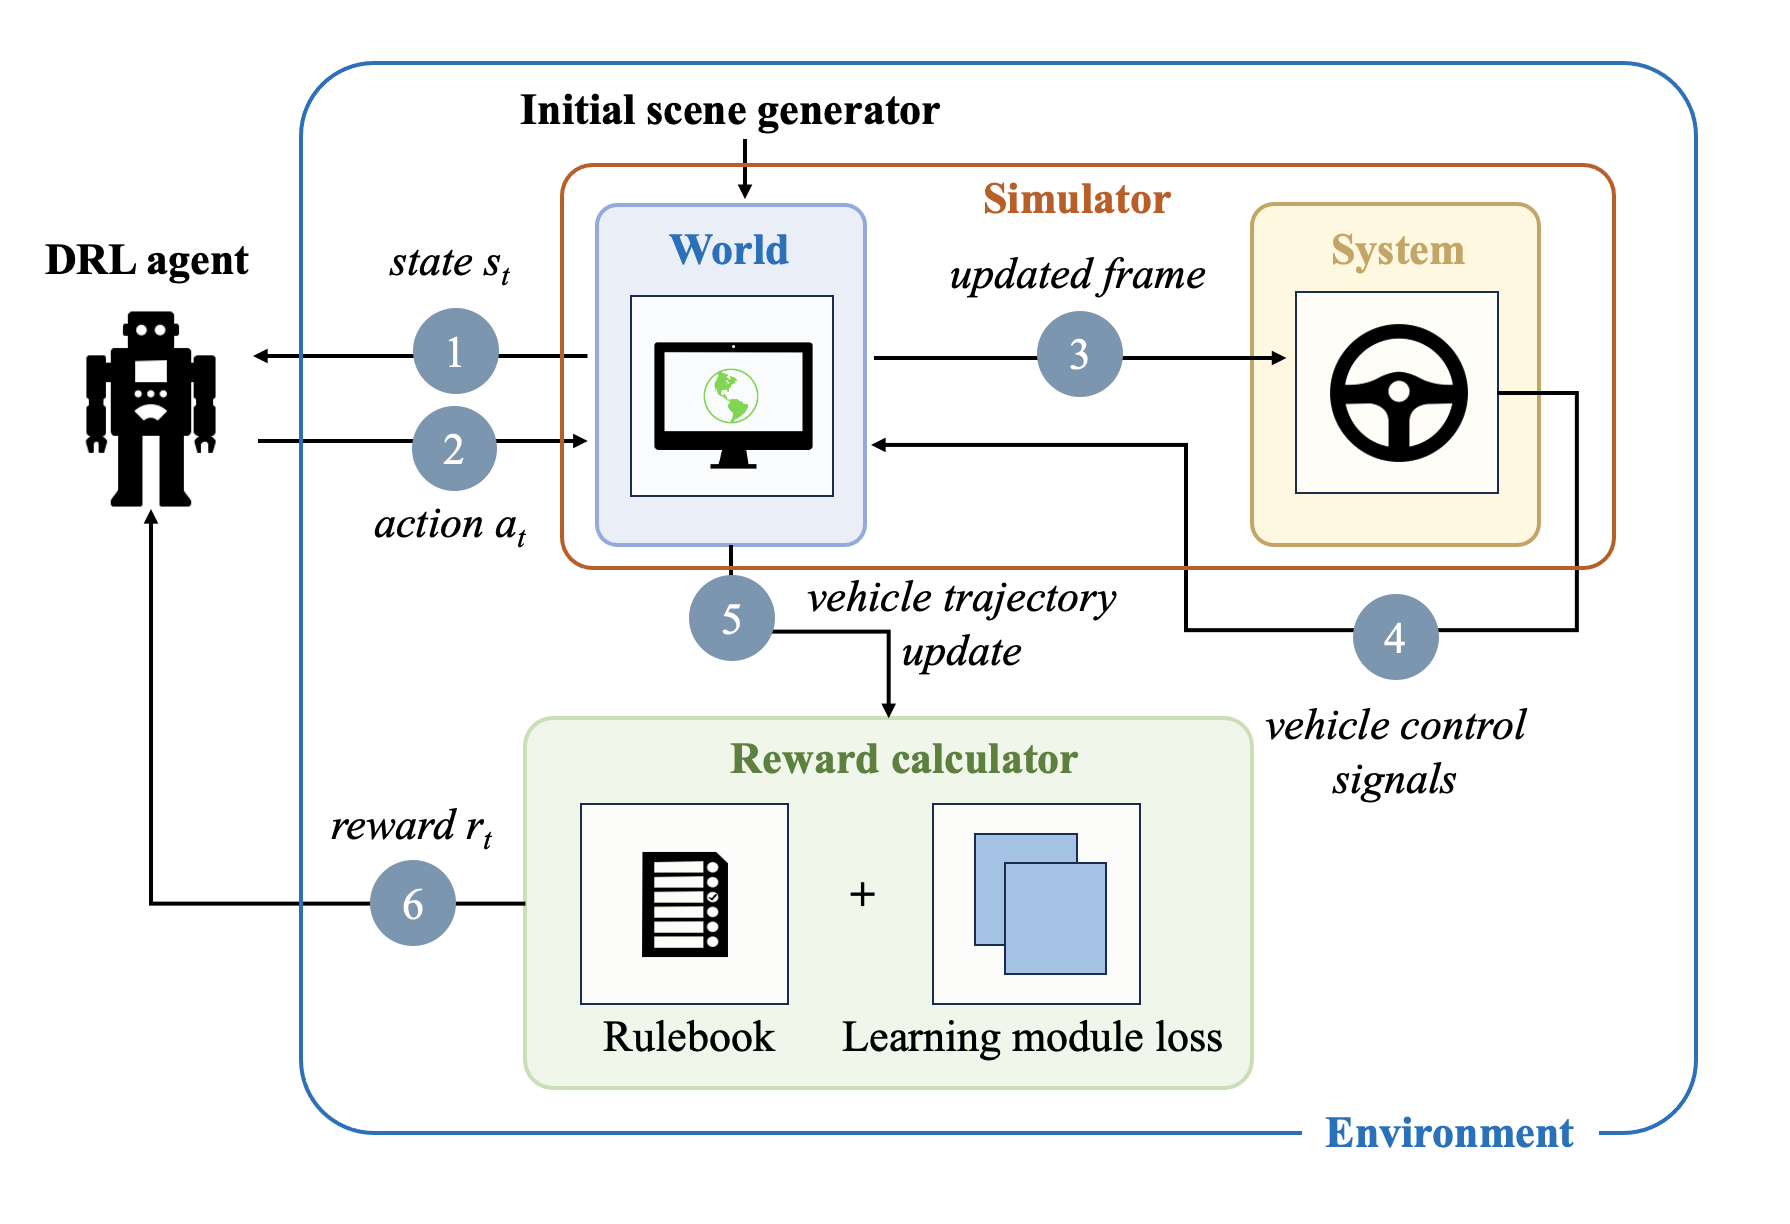 Initial scene generator
Simulator
World
System
DRL agent
state s_t
updated frame
1
3
2
action a_t
5
vehicle trajectory
update
4
vehicle control
signals
Reward calculator
reward r_t
6
+
Rulebook
Learning module loss
Environment